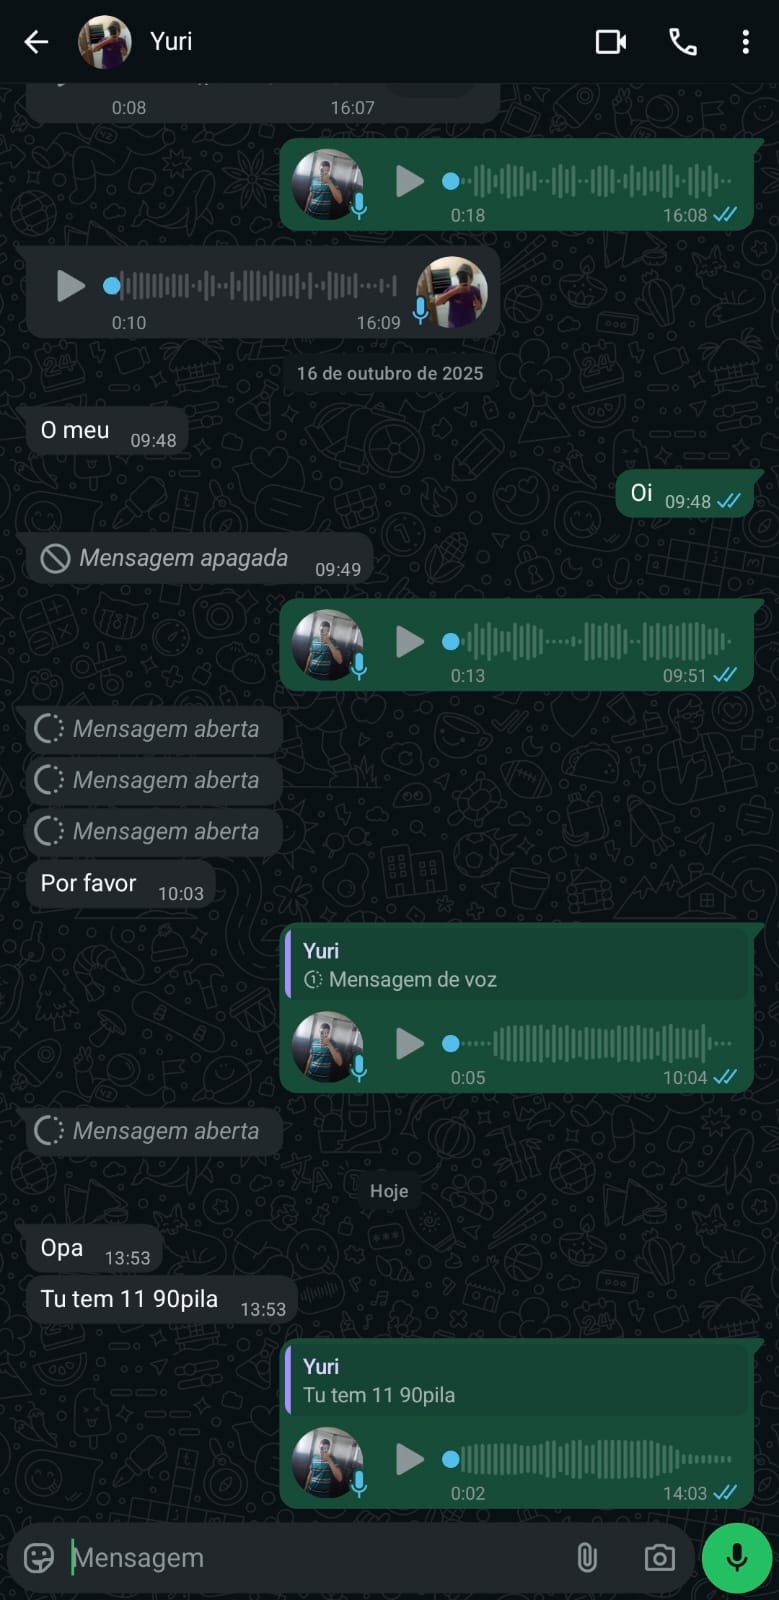 Yuri
0:08 16:07
0:18 16:08
0:10 16:09
16 de outubro de 2025
O meu 09:48
Oi 09:48
Mensagem apagada 09:49
0:13 09:51
Mensagem aberta
Mensagem aberta
Mensagem aberta
Por favor 10:03
Yuri
Mensagem de voz
0:05 10:04
Mensagem aberta
Hoje
Opa 13:53
Tu tem 11 90pila 13:53
Yuri
Tu tem 11 90pila
0:02 14:03
Mensagem